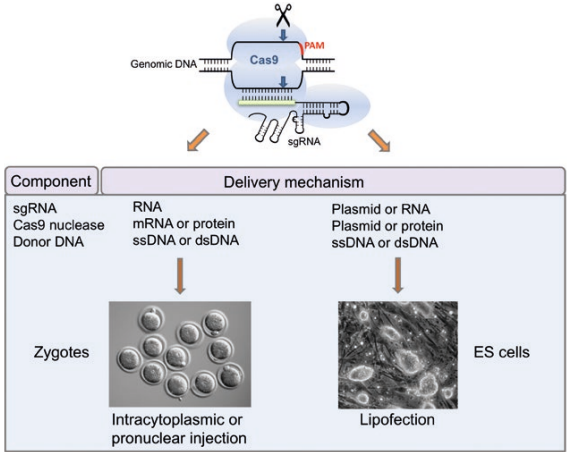 PAM
Cas9
Genomic DNA
sgRNA
Component
Delivery mechanism
sgRNA
Cas9 nuclease
Donor DNA
RNA
mRNA or protein
ssDNA or dsDNA
Plasmid or RNA
Plasmid or protein
ssDNA or dsDNA
Zygotes
ES cells
Intracytoplasmic or
pronuclear injection
Lipofection